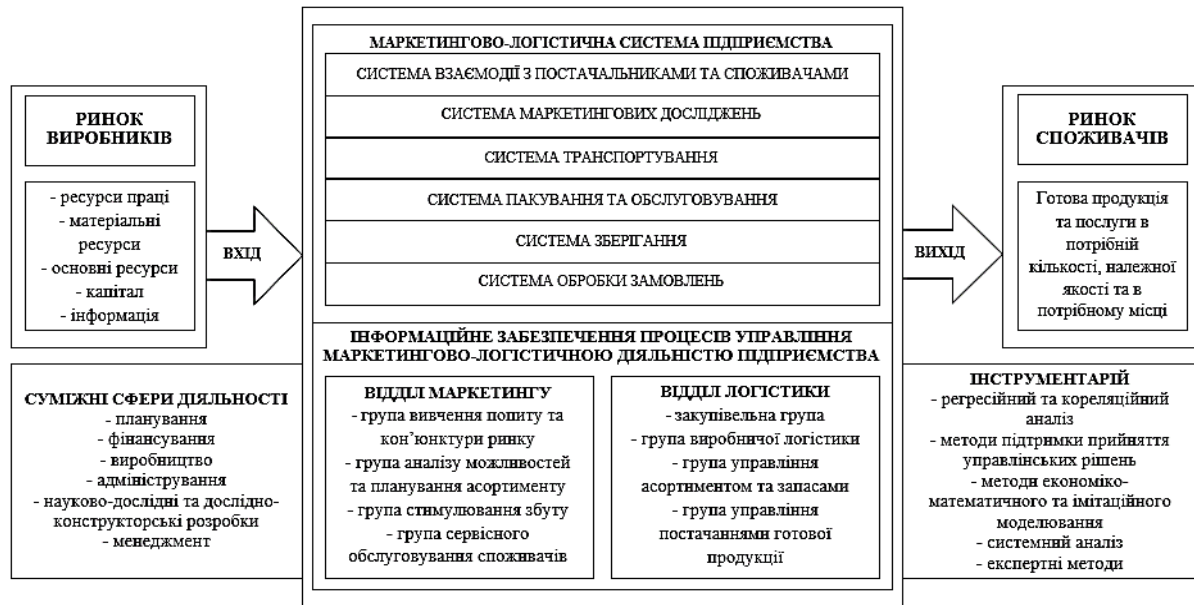 РИНОК
ВИРОБНИКІВ
- ресурси праці
- матеріальні
ресурси
- основні ресурси
- капітал
- інформація
ВХІД
МАРКЕТИНГОВО-ЛОГІСТИЧНА СИСТЕМА ПІДПРИЄМСТВА
СИСТЕМА ВЗАЄМОДІЇ З ПОСТАЧАЛЬНИКАМИ ТА СПОЖИВАЧАМИ
СИСТЕМА МАРКЕТИНГОВИХ ДОСЛІДЖЕНЬ
СИСТЕМА ТРАНСПОРТУВАННЯ
СИСТЕМА ПАКУВАННЯ ТА ОБСЛУГОВУВАННЯ
СИСТЕМА ЗБЕРІГАННЯ
СИСТЕМА ОБРОБКИ ЗАМОВЛЕНЬ
ВИХІД
РИНОК
СПОЖИВАЧІВ
Готова продукція
та послуги в
потрібній
кількості, належної
якості та в
потрібному місці
СУМІЖНІ СФЕРИ ДІЯЛЬНОСТІ
- планування
- фінансування
- виробництво
- адміністрування
- науково-дослідні та дослідно-
конструкторські розробки
- менеджмент
ІНФОРМАЦІЙНЕ ЗАБЕЗПЕЧЕННЯ ПРОЦЕСІВ УПРАВЛІННЯ
МАРКЕТИНГОВО-ЛОГІСТИЧНОЮ ДІЯЛЬНІСТЮ ПІДПРИЄМСТВА
ВІДДІЛ МАРКЕТИНГУ
- група вивчення попиту та
кон’юнктури ринку
- група аналізу можливостей
та планування асортименту
- група стимулювання збуту
- група сервісного
обслуговування споживачів
ВІДДІЛ ЛОГІСТИКИ
- закупівельна група
- група виробничої логістики
- група управління
асортиментом та запасами
- група управління
постачаннями готової
продукції
ІНСТРУМЕНТАРІЙ
- регресійний та кореляційний
аналіз
- методи підтримки прийняття
управлінських рішень
- методи економіко-
математичного та імітаційного
моделювання
- системний аналіз
- експертні методи